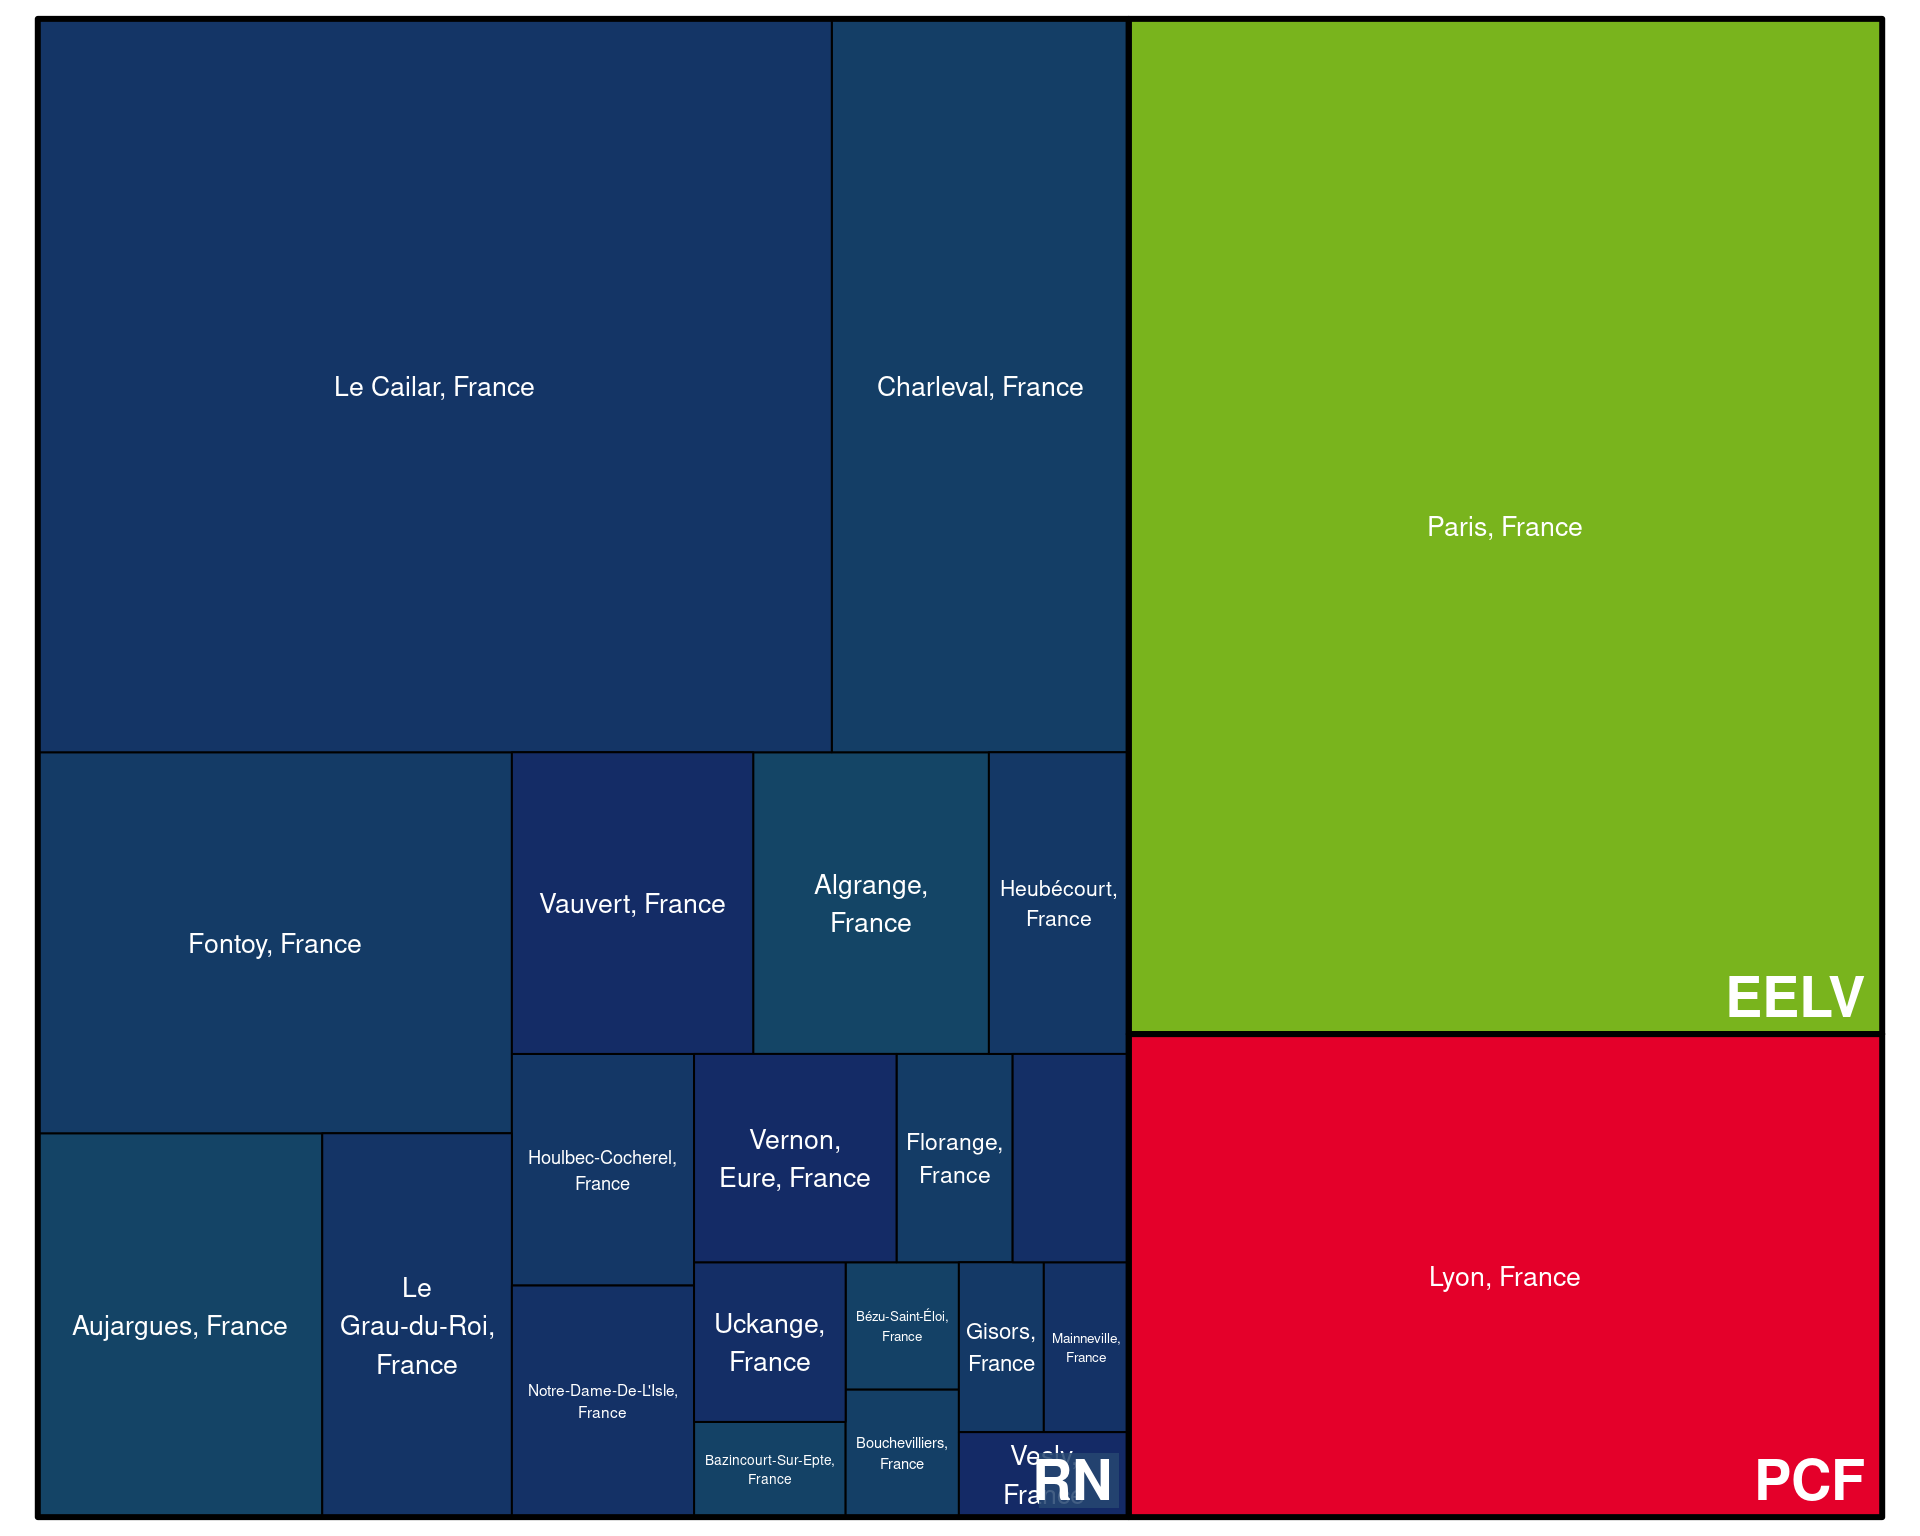 Le Cailar, France
Charleval, France
Paris, France
EELV
Fontoy, France
Vauvert, France
Algrange,
France
Heubécourt,
France
Aujargues, France
Le
Grau-du-Roi,
France
Houlbec-Cocherel,
France
Notre-Dame-De-L'Isle,
France
Vernon,
Eure, France
Florange,
France
Uckange,
France
Bazincourt-Sur-Epte,
France
Bézu-Saint-Éloi,
France
Bouchevilliers,
France
Gisors,
France
Mainneville,
France
Vesly,
France
RN
Lyon, France
PCF